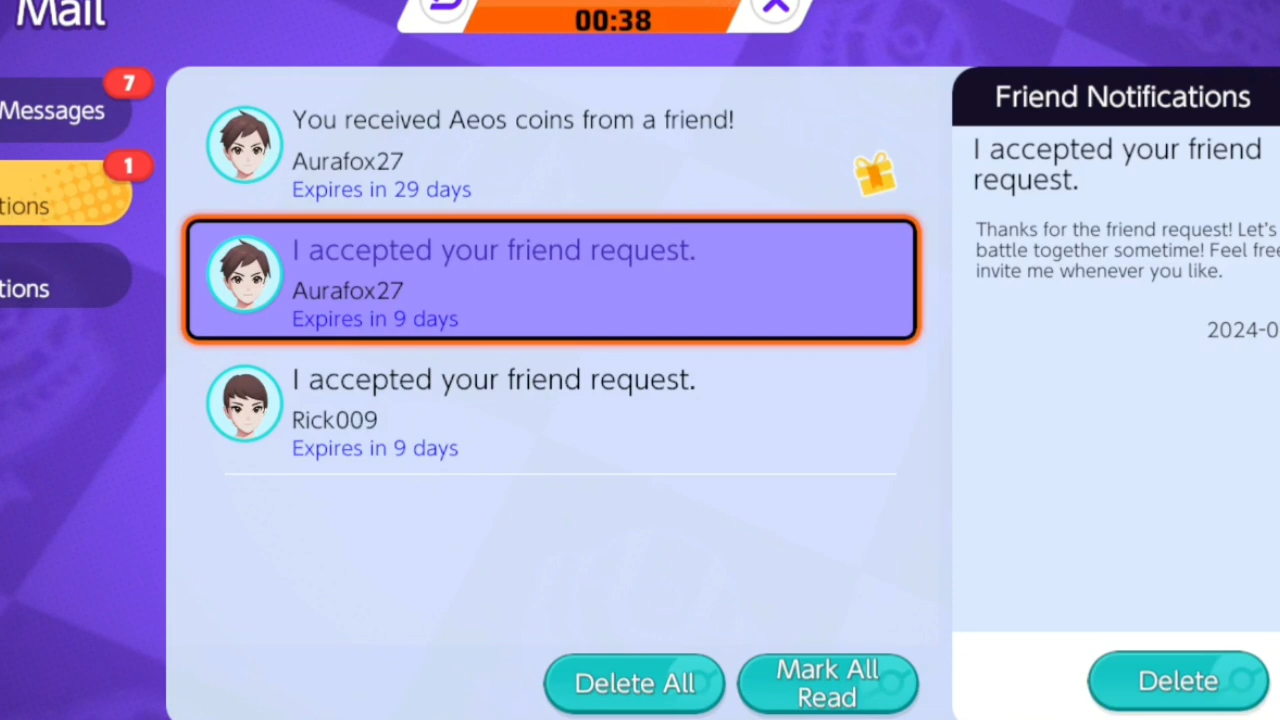 Mail
00:38
7
Messages
1
tions
tions
You received Aeos coins from a friend!
Aurafox27
Expires in 29 days
I accepted your friend request.
Aurafox27
Expires in 9 days
I accepted your friend request.
Rick009
Expires in 9 days
Delete All
Mark All
Read
Friend Notifications
I accepted your friend
request.
Thanks for the friend request! Let's
battle together sometime! Feel free
invite me whenever you like.
2024-0
Delete